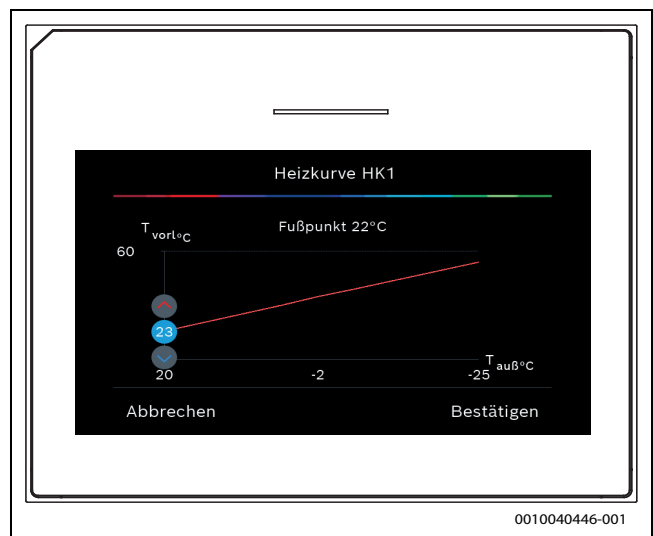 Heizkurve HK1
T vorl°C
Fußpunkt 22°C
60
23
T auß°C
20 -2 -25
Abbrechen Bestätigen
0010040446-001